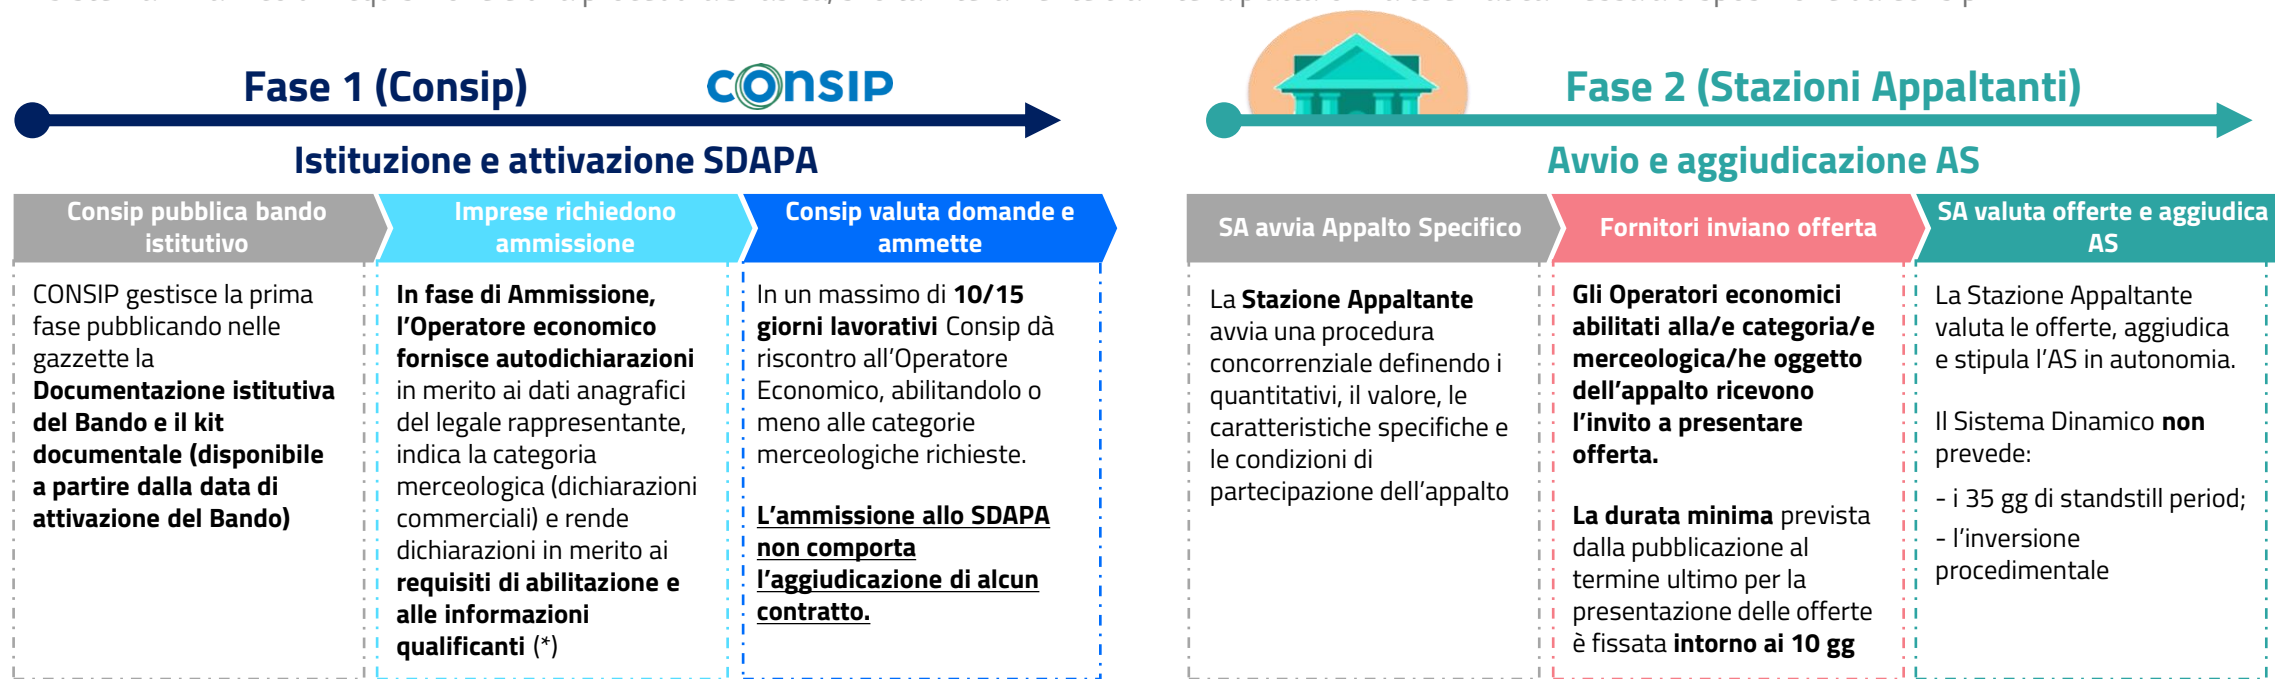 Fase 1 (Consip)
CONSIP
Istituzione e attivazione SDAPA
Consip pubblica bando
istitutivo
CONSIP gestisce la prima
fase pubblicando nelle
gazzette la
Documentazione istitutiva
del Bando e il kit
documentale (disponibile
a partire dalla data di
attivazione del Bando)
Imprese richiedono
ammissione
In fase di Ammissione,
l’Operatore economico
fornisce autodichiarazioni
in merito ai dati anagrafici
del legale rappresentante,
indica la categoria
merceologica (dichiarazioni
commerciali) e rende
dichiarazioni in merito ai
requisiti di abilitazione e
alle informazioni
qualificanti (*)
Consip valuta domande e
ammette
In un massimo di 10/15
giorni lavorativi Consip dà
riscontro all’Operatore
Economico, abilitandolo o
meno alle categorie
merceologiche richieste.
L’ammissione allo SDAPA
non comporta
l’aggiudicazione di alcun
contratto.
Fase 2 (Stazioni Appaltanti)
Avvio e aggiudicazione AS
SA avvia Appalto Specifico
La Stazione Appaltante
avvia una procedura
concorrenziale definendo i
quantitativi, il valore, le
caratteristiche specifiche e
le condizioni di
partecipazione dell’appalto
Fornitori inviano offerta
Gli Operatori economici
abilitati alla/e categoria/e
merceologica/he oggetto
dell’appalto ricevono
l’invito a presentare
offerta.
La durata minima prevista
dalla pubblicazione al
termine ultimo per la
presentazione delle offerte
è fissata intorno ai 10 gg
SA valuta offerte e aggiudica
AS
La Stazione Appaltante
valuta le offerte, aggiudica
e stipula l’AS in autonomia.
Il Sistema Dinamico non
prevede:
- i 35 gg di standstill period;
- l’inversione
procedimentale